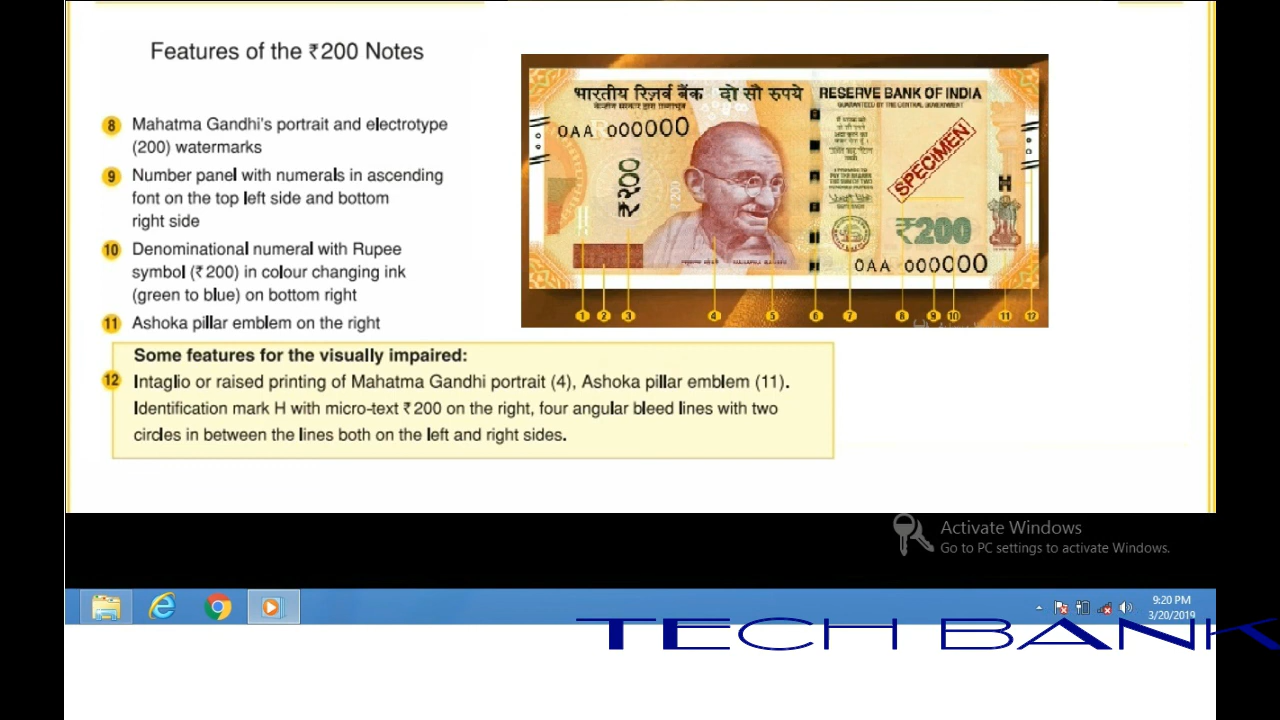 Features of the ₹200 Notes
8 Mahatma Gandhi's portrait and electrotype
(200) watermarks
9 Number panel with numerals in ascending
font on the top left side and bottom
right side
10 Denominational numeral with Rupee
symbol (₹200) in colour changing ink
(green to blue) on bottom right
11 Ashoka pillar emblem on the right
Some features for the visually impaired:
12 Intaglio or raised printing of Mahatma Gandhi portrait (4), Ashoka pillar emblem (11).
Identification mark H with micro-text ₹200 on the right, four angular bleed lines with two
circles in between the lines both on the left and right sides.
भारतीय रिज़र्व बैंक दो सौ रुपये RESERVE BANK OF INDIA
केन्द्रीय सरकार द्वारा प्रत्याभूत GUARANTEED BY THE CENTRAL GOVERNMENT
0AA 000000
₹200
SPECIMEN
H
₹200
0AA 000000
1 2 3 4 5 6 7 8 9 10 11 12
Activate Windows
Go to PC settings to activate Windows.
9:20 PM
3/20/2019
TECH BANK